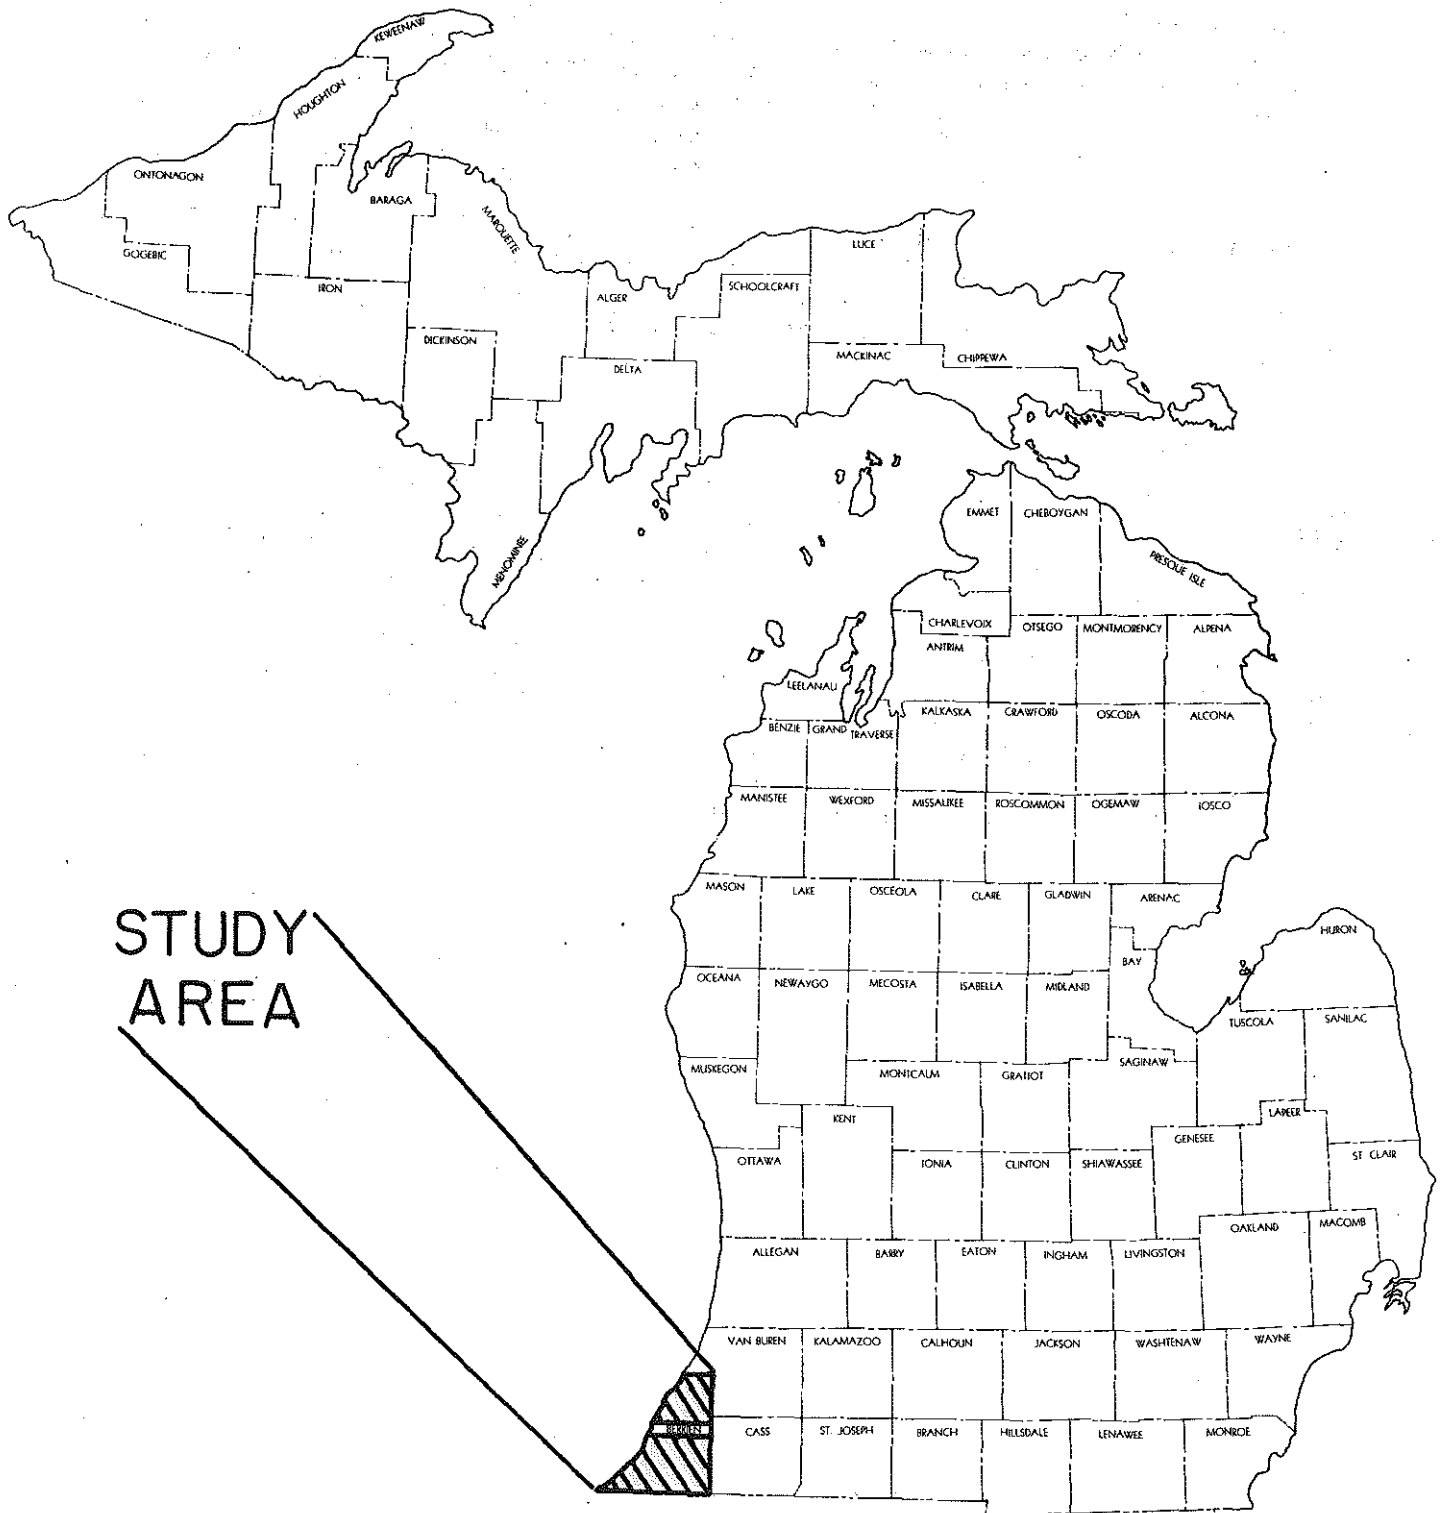 KEWEENAW
HOUGHTON
ONTONAGON
BARAGA
MARQUETTE
GOGEBIC
IRON
LUCE
ALGER
SCHOOLCRAFT
DICKINSON
DELTA
MACKINAC
CHIPPEWA
MENOMINEE
EMMET
CHEBOYGAN
PRESQUE ISLE
CHARLEVOIX
OTSEGO
MONTMORENCY
ALPENA
ANTRIM
LEELANAU
KALKASKA
CRAWFORD
OSCODA
ALCONA
BENZIE
GRAND TRAVERSE
MANISTEE
WEXFORD
MISSAUKEE
ROSCOMMON
OGEMAW
IOSCO
MASON
LAKE
OSCEOLA
CLARE
GLADWIN
ARENAC
STUDY
AREA
HURON
BAY
OCEANA
NEWAYGO
MECOSTA
ISABELLA
MIDLAND
TUSCOLA
SANILAC
MUSKEGON
MONTCALM
GRATIOT
SAGINAW
KENT
LAPEER
GENESEE
OTTAWA
IONIA
CLINTON
SHIAWASSEE
ST CLAIR
OAKLAND
MACOMB
ALLEGAN
BARRY
EATON
INGHAM
LIVINGSTON
VAN BUREN
KALAMAZOO
CALHOUN
JACKSON
WASHTENAW
WAYNE
BERRIEN
CASS
ST. JOSEPH
BRANCH
HILLSDALE
LENAWEE
MONROE